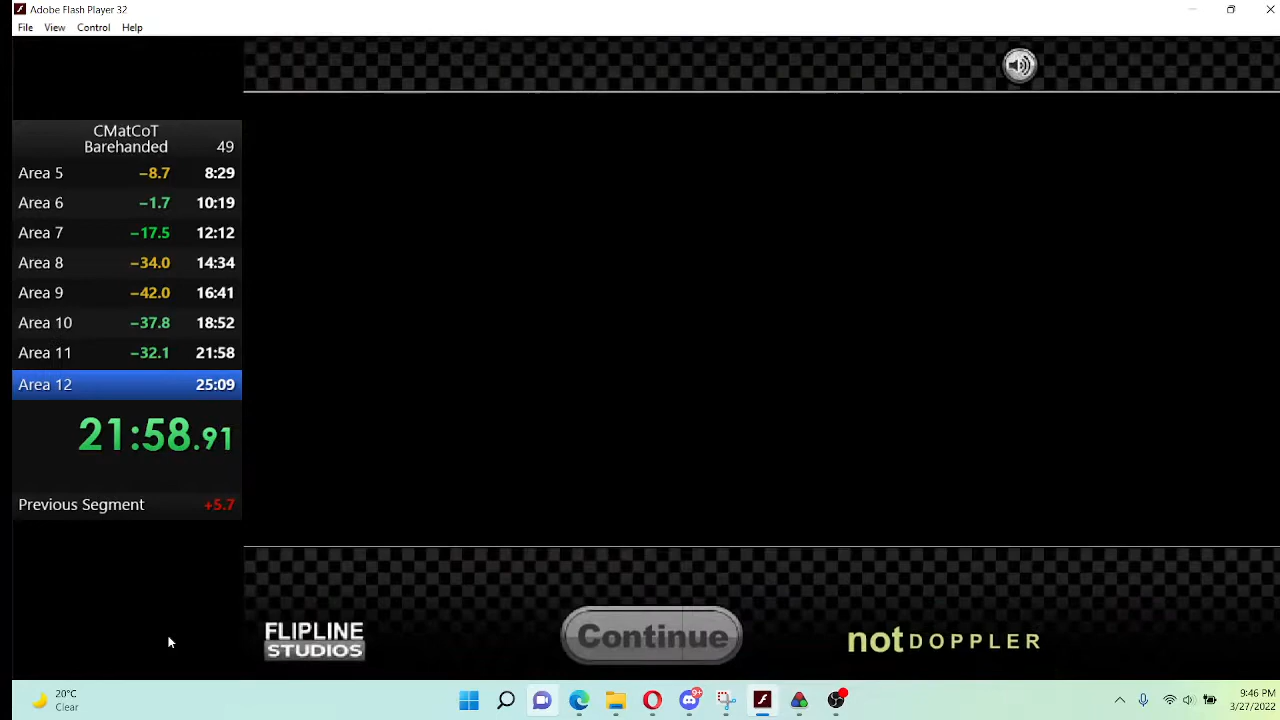 Adobe Flash Player 32
File View Control Help
CMatCoT
Barehanded 49
Area 5 −8.7 8:29
Area 6 −1.7 10:19
Area 7 −17.5 12:12
Area 8 −34.0 14:34
Area 9 −42.0 16:41
Area 10 −37.8 18:52
Area 11 −32.1 21:58
Area 12 25:09
21:58.91
Previous Segment +5.7
FLIPLINE
STUDIOS
Continue
notDOPPLER
20°C
Clear
9+
9:46 PM
3/27/2022